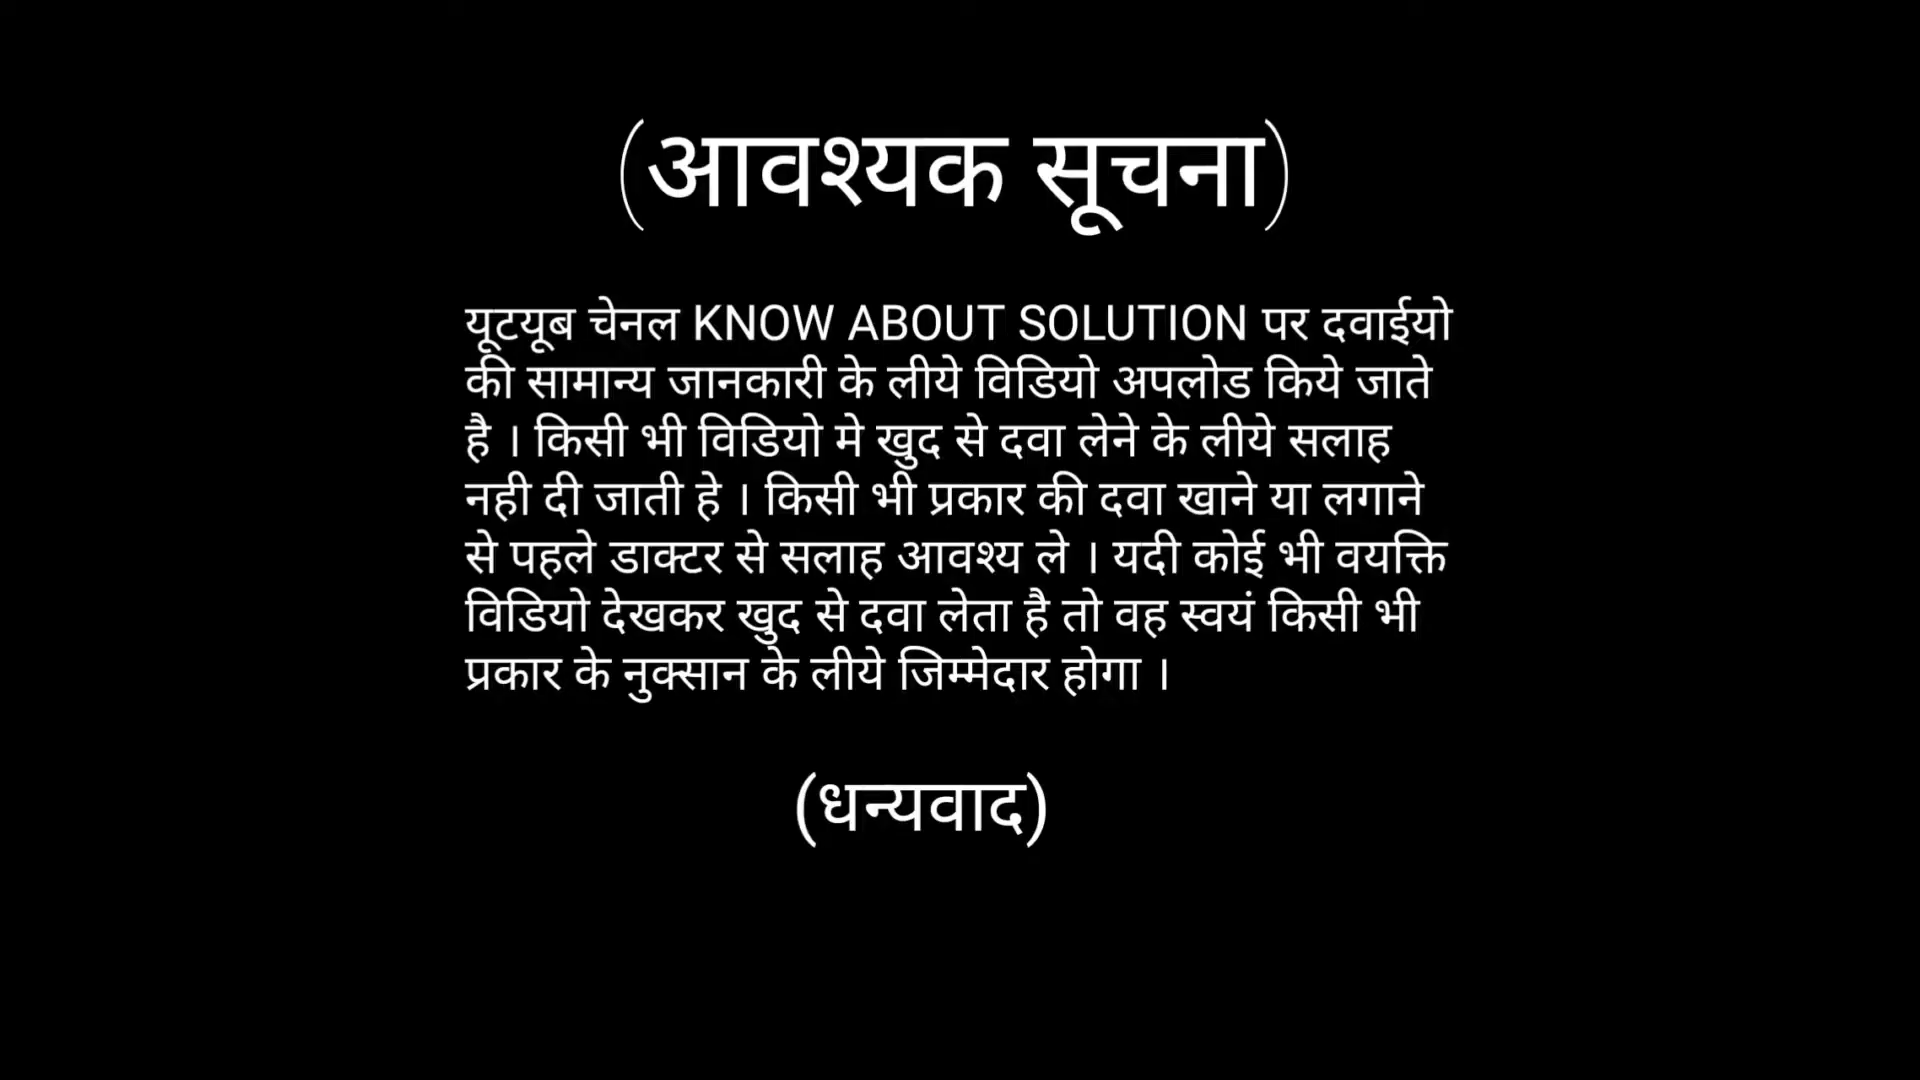 (आवश्यक सूचना)
यूटयूब चेनल KNOW ABOUT SOLUTION पर दवाईयो
की सामान्य जानकारी के लीये विडियो अपलोड किये जाते
है । किसी भी विडियो मे खुद से दवा लेने के लीये सलाह
नही दी जाती हे । किसी भी प्रकार की दवा खाने या लगाने
से पहले डाक्टर से सलाह आवश्य ले । यदी कोई भी वयक्ति
विडियो देखकर खुद से दवा लेता है तो वह स्वयं किसी भी
प्रकार के नुक्सान के लीये जिम्मेदार होगा ।
(धन्यवाद)